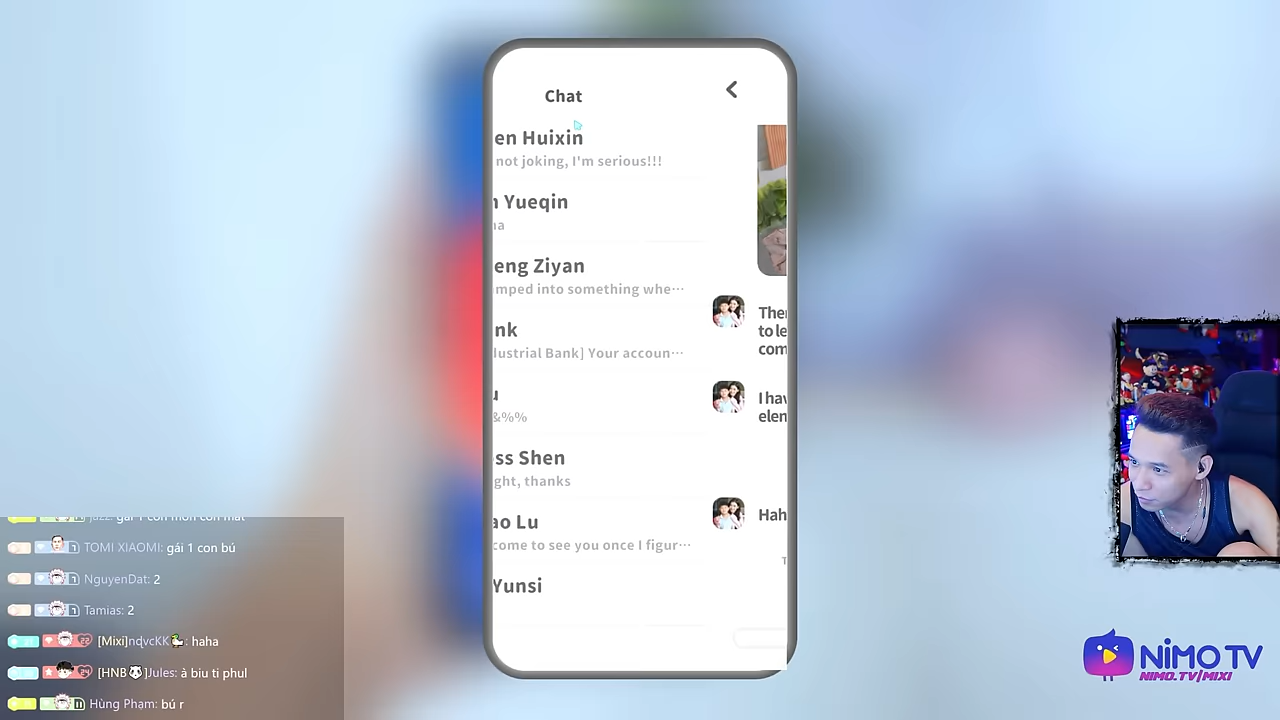 Chat
en Huixin
not joking, I'm serious!!!
Yueqin
na
eng Ziyan
mped into something whe…
nk
dustrial Bank] Your accoun…
&%%
ss Shen
ght, thanks
ao Lu
come to see you once I figur…
Yunsi
Ther
to le
com
I hav
elen
Hah
TOMI XIAOMI: gái 1 con bú
NguyenDat: 2
Tamias: 2
[Mixi]nqvcKK: haha
[HNB]Jules: à biu ti phul
Hùng Phạm: bú r
NIMO TV
NIMO.TV/MIXI